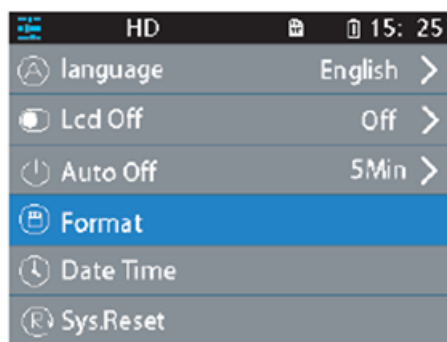 HD 15: 25
language English
Lcd Off Off
Auto Off 5Min
Format
Date Time
Sys.Reset